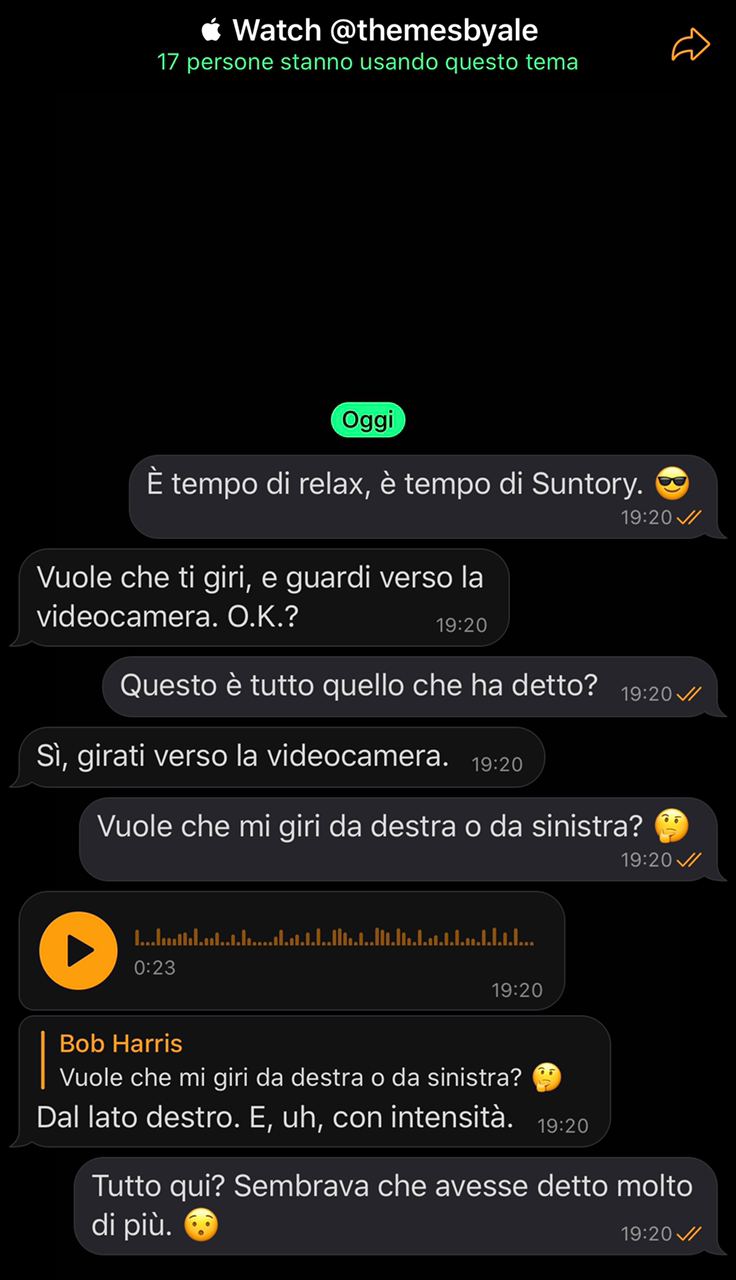 Watch @themesbyale
17 persone stanno usando questo tema
Oggi
È tempo di relax, è tempo di Suntory. 😎
19:20
Vuole che ti giri, e guardi verso la
videocamera. O.K.? 19:20
Questo è tutto quello che ha detto? 19:20
Sì, girati verso la videocamera. 19:20
Vuole che mi giri da destra o da sinistra? 🤔
19:20
0:23
19:20
Bob Harris
Vuole che mi giri da destra o da sinistra? 🤔
Dal lato destro. E, uh, con intensità. 19:20
Tutto qui? Sembrava che avesse detto molto
di più. 😯 19:20